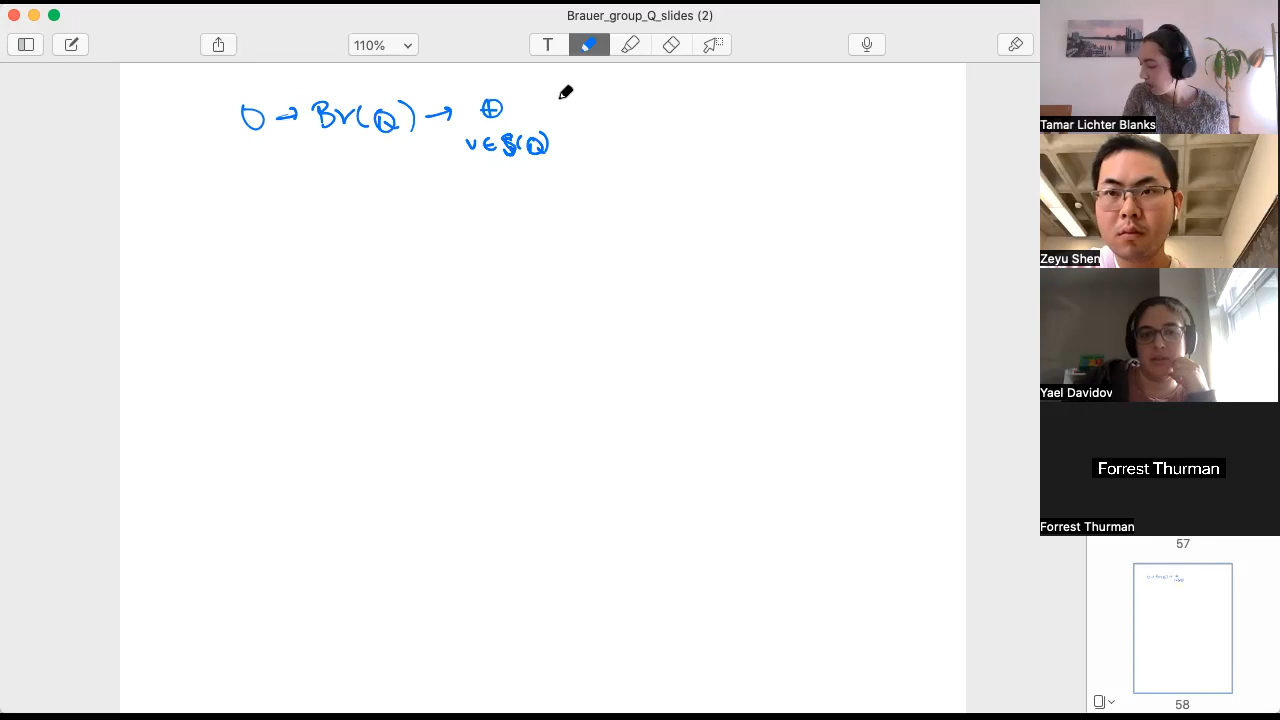 Brauer_group_Q_slides (2)
110%
T
0 → Br(Q) → ⊕
v ∈ (Q)
Tamar Lichter Blanks
Zeyu Shen
Yael Davidov
Forrest Thurman
Forrest Thurman
57
58